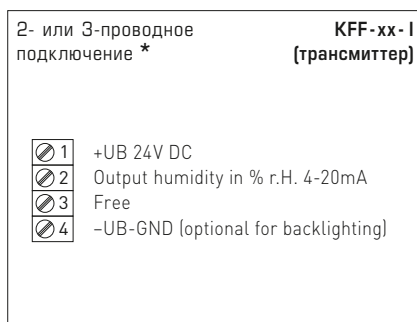 2- или 3-проводное KFF-xx-I
подключение * (трансмиттер)
1 +UB 24V DC
2 Output humidity in % r.H. 4-20mA
3 Free
4 –UB-GND (optional for backlighting)